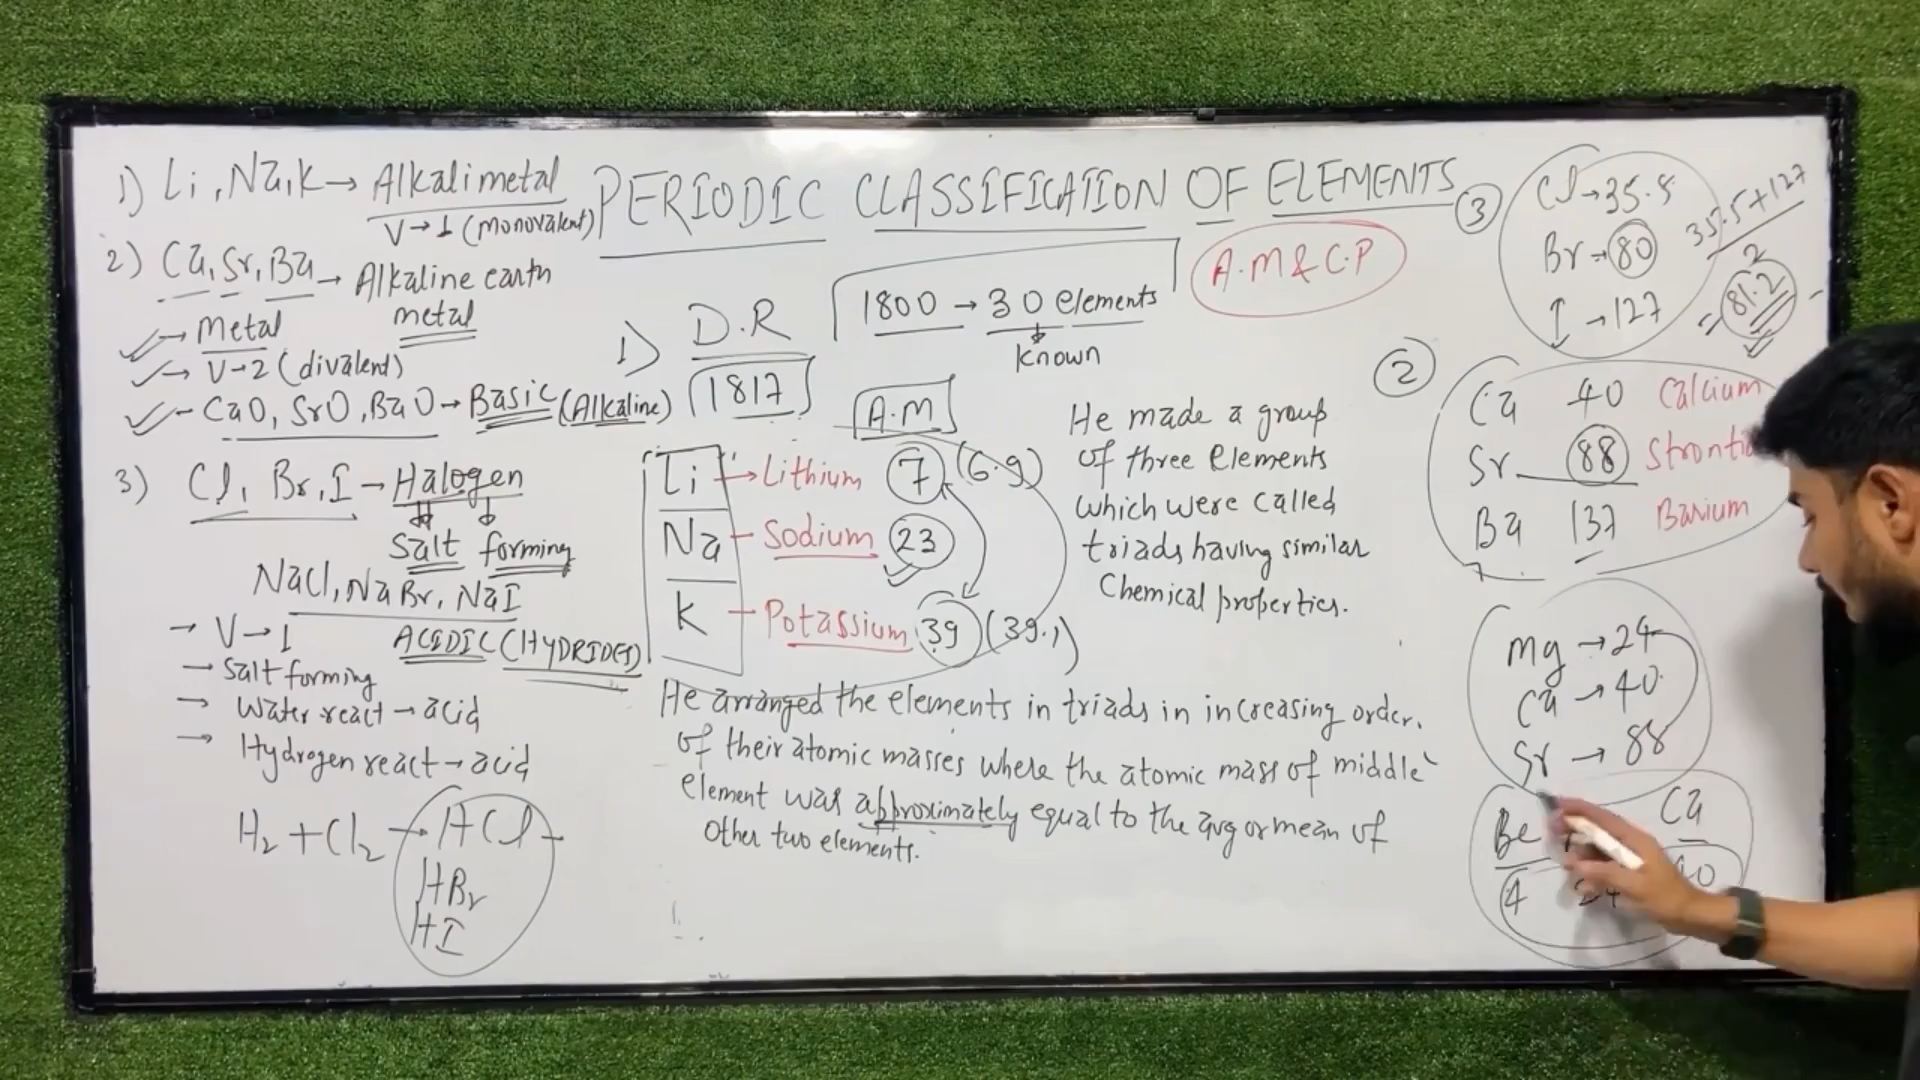 PERIODIC CLASSIFICATION OF ELEMENTS
1) Li, Na, K → Alkali metal
V → 1 (monovalent)
2) Ca, Sr, Ba → Alkaline earth
metal
→ Metal
→ V → 2 (divalent)
- CaO, SrO, BaO → Basic (Alkaline)
3) Cl, Br, I → Halogen
Salt forming
NaCl, NaBr, NaI
→ V → 1
ACIDIC (HYDRIDES)
→ Salt forming
→ Water react → acid
→ Hydrogen react → acid
H2 + Cl2 → HCl
HBr
HI
1) D.R
1817
1800 → 30 elements
Known
A.M & C.P
A.M
Li → Lithium 7 (6.9)
Na - Sodium 23
K - Potassium 39 (39.1)
He made a group
of three elements
which were called
triads having similar
Chemical properties.
He arranged the elements in triads in increasing order.
of their atomic masses where the atomic mass of middle
element was approximately equal to the avg or mean of
other two elements.
3
Cl → 35.5
Br → 80
I → 127
35.5 + 127
2
81.2
2
Ca 40 Calcium
Sr 88
Ba 137 Barium
Mg → 24
Ca → 40
Sr → 88
Be Ca
4 24 40